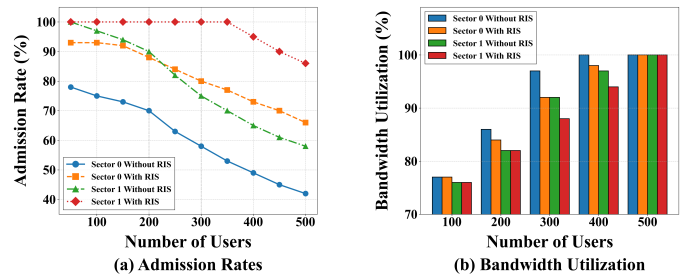 Admission Rate (%)
100
90
80
70
60
50
40
Sector 0 Without RIS
Sector 0 With RIS
Sector 1 Without RIS
Sector 1 With RIS
100 200 300 400 500
Number of Users
(a) Admission Rates
Bandwidth Utilization (%)
100
90
80
70
Sector 0 Without RIS
Sector 0 With RIS
Sector 1 Without RIS
Sector 1 With RIS
100 200 300 400 500
Number of Users
(b) Bandwidth Utilization